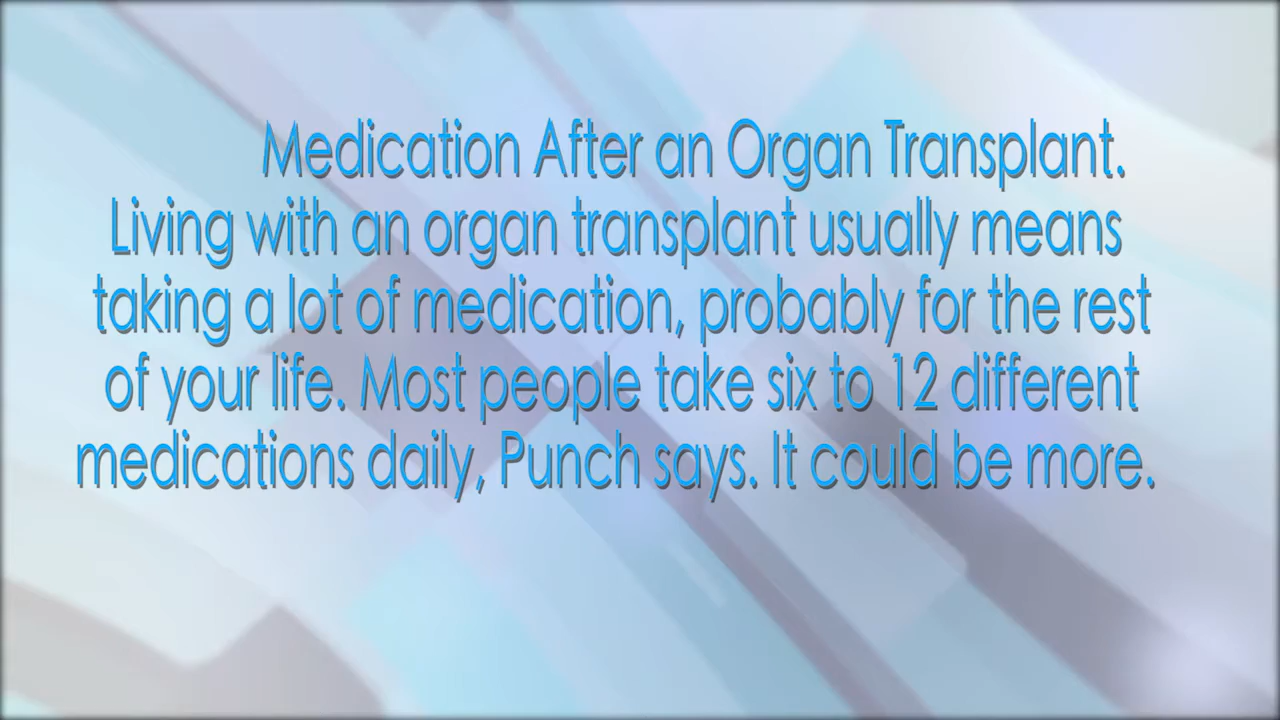 Medication After an Organ Transplant.
Living with an organ transplant usually means
taking a lot of medication, probably for the rest
of your life. Most people take six to 12 different
medications daily, Punch says. It could be more.